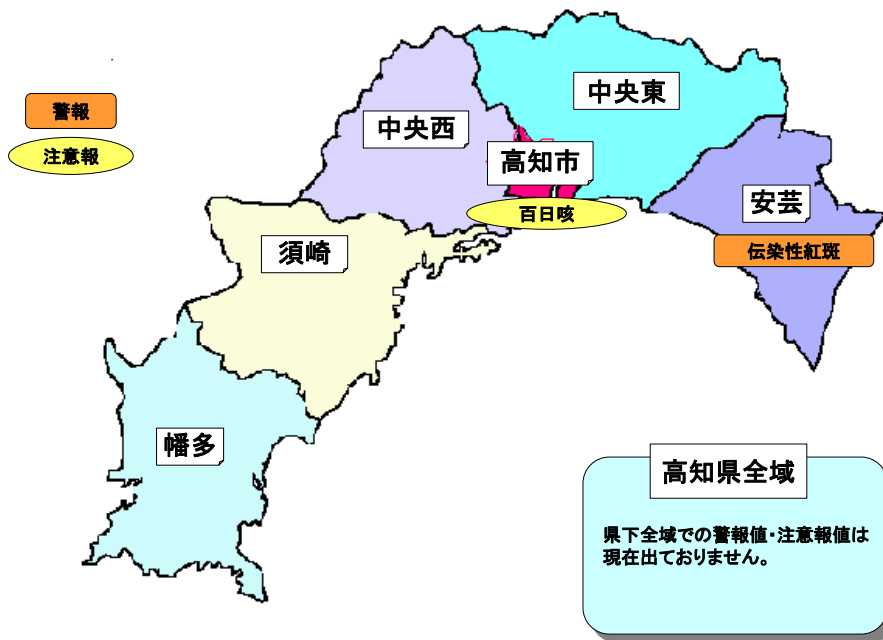 警報
注意報
中央東
中央西
高知市
百日咳
安芸
伝染性紅斑
須崎
幡多
高知県全域
県下全域での警報値・注意報値は
現在出ておりません。